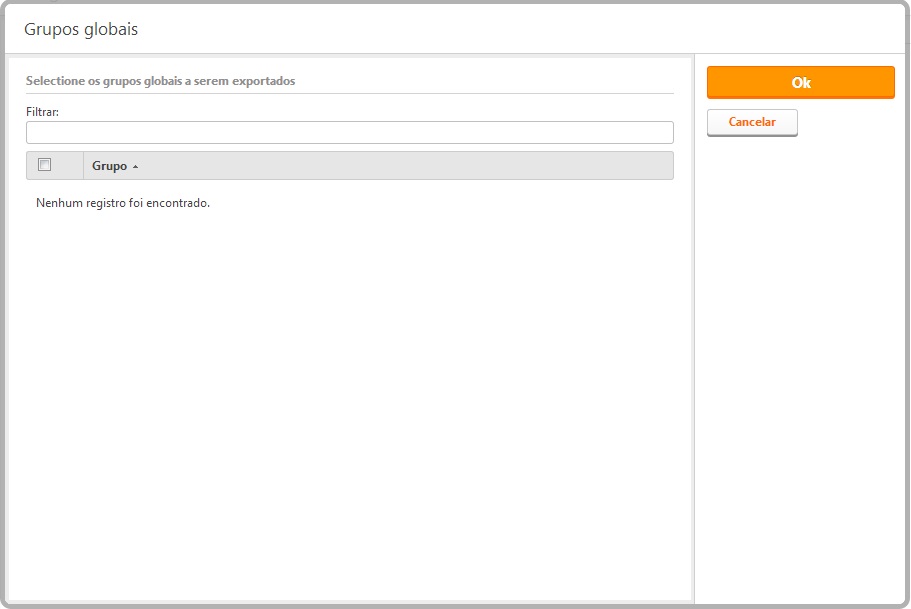 Grupos globais
Selectione os grupos globais a serem exportados
Filtrar:
Grupo
Nenhum registro foi encontrado.
Ok
Cancelar